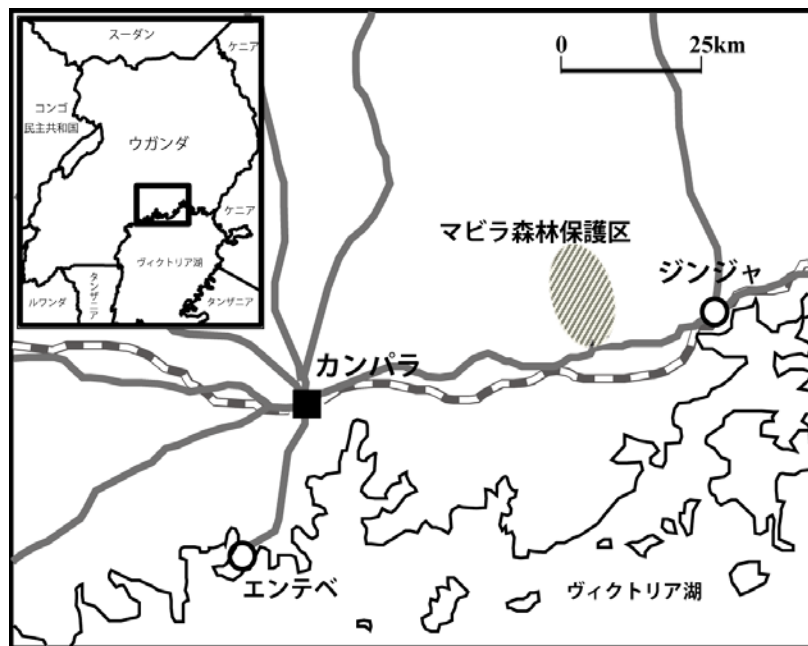 スーダン
ケニア
コンゴ
民主共和国
ウガンダ
ケニア
ヴィクトリア湖
ルワンダ
タンザニア
タンザニア
0 25km
マビラ森林保護区
ジンジャ
カンパラ
エンテベ
ヴィクトリア湖